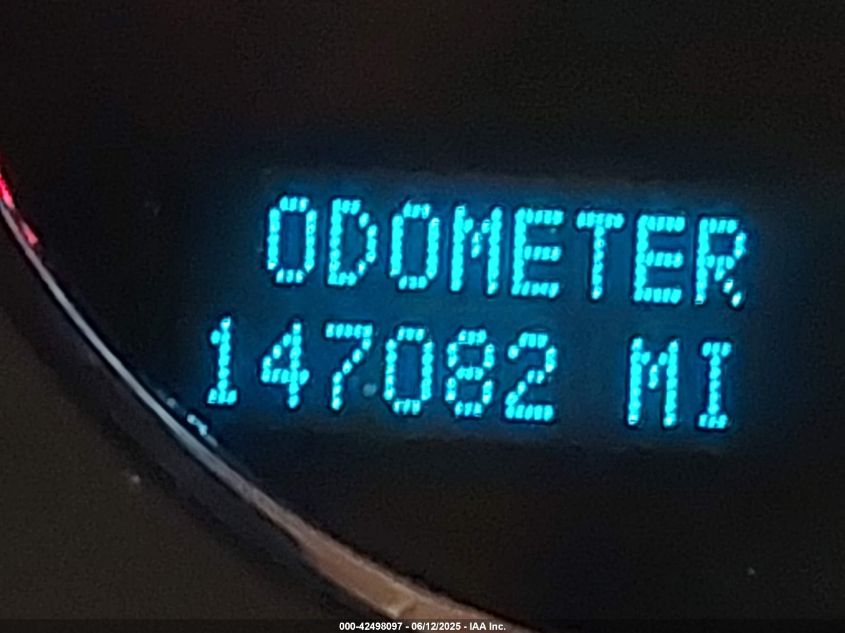 ODOMETER
147082 MI
000-42498097 - 06/12/2025 - IAA Inc.